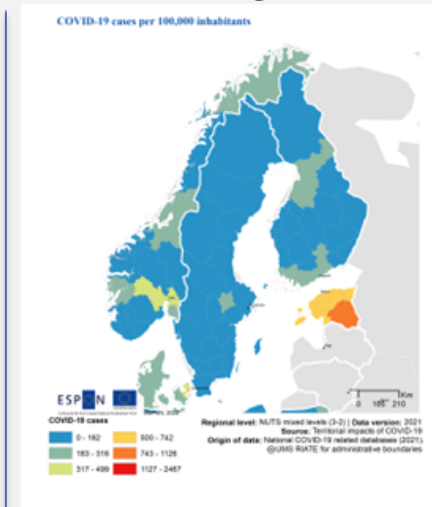 COVID-19 cases per 100,000 inhabitants
ESPON
COVID-19 cases
0 - 182
183 - 316
317 - 499
500 - 742
743 - 1126
1127 - 2467
0 105 210
Km
Regional level: NUTS mixed levels (3-2) | Data version: 2021
Source: Territorial impacts of COVID-19
Origin of data: National COVID-19 related databases (2021)
@UMS RIATE for administrative boundaries